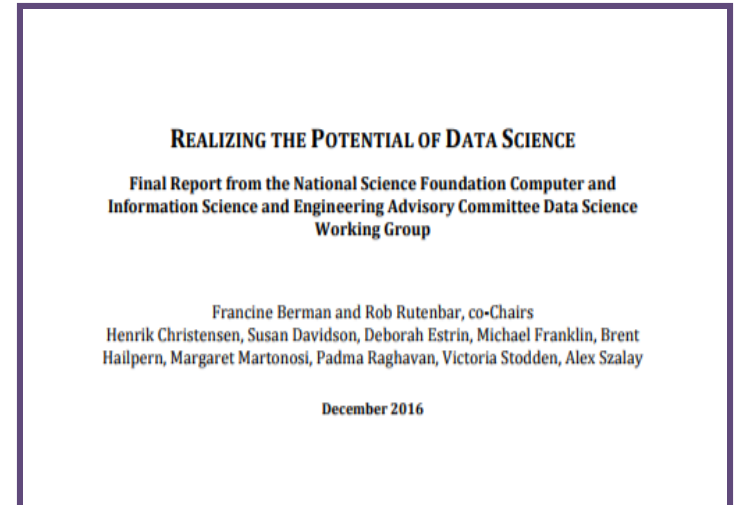 REALIZING THE POTENTIAL OF DATA SCIENCE
Final Report from the National Science Foundation Computer and
Information Science and Engineering Advisory Committee Data Science
Working Group
Francine Berman and Rob Rutenbar, co-Chairs
Henrik Christensen, Susan Davidson, Deborah Estrin, Michael Franklin, Brent
Hailpern, Margaret Martonosi, Padma Raghavan, Victoria Stodden, Alex Szalay
December 2016